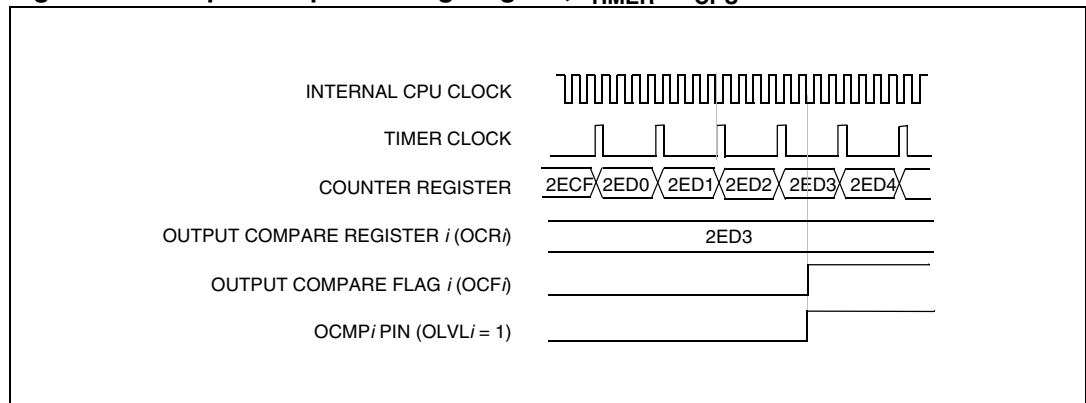 INTERNAL CPU CLOCK
TIMER CLOCK
COUNTER REGISTER 2ECF 2ED0 2ED1 2ED2 2ED3 2ED4
OUTPUT COMPARE REGISTER i (OCRi) 2ED3
OUTPUT COMPARE FLAG i (OCFi)
OCMPi PIN (OLVLi = 1)